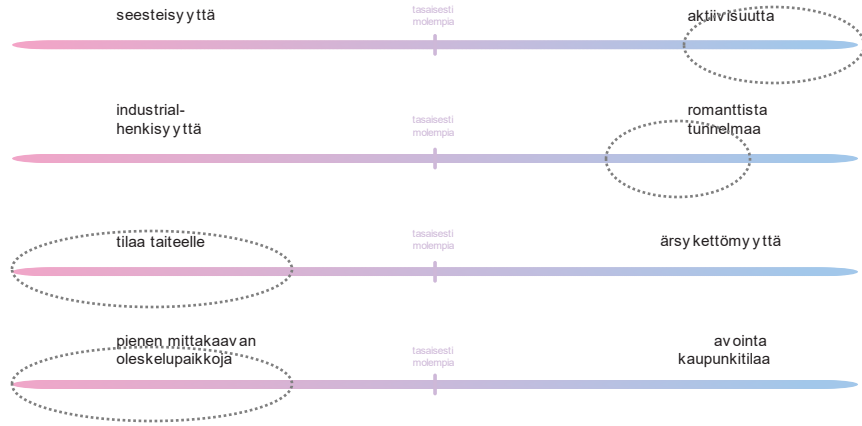 seesteisyyttä
tasaisesti
molempia
aktiivisuutta
industrial-
henkisyyttä
tasaisesti
molempia
romanttista
tunnelmaa
tilaa taiteelle
tasaisesti
molempia
ärsykettömyyttä
pienen mittakaavan
oleskelupaikkoja
tasaisesti
molempia
avointa
kaupunkitilaa